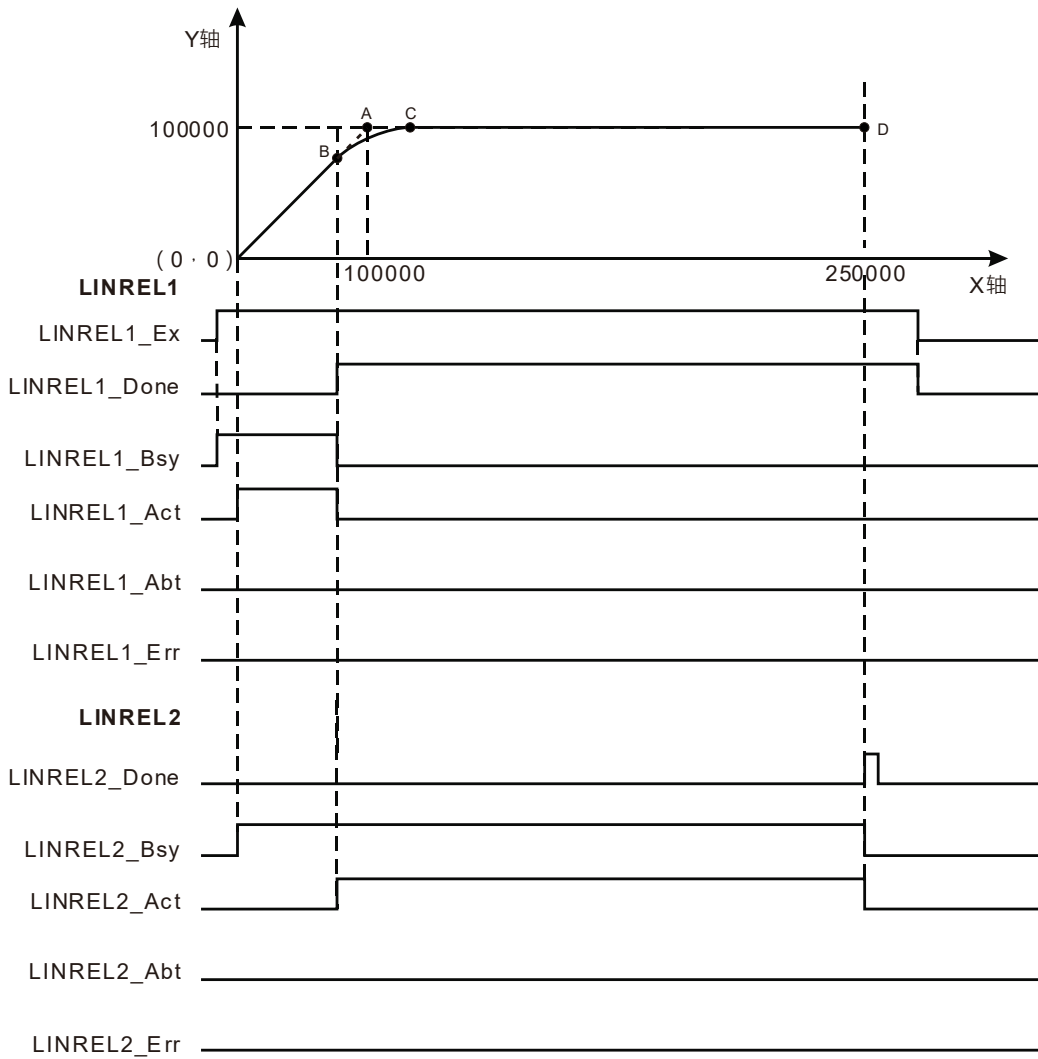 Y轴
A
C
100000
D
B
(0,0)
100000
250000
X轴
LINREL1
LINREL1_Ex
LINREL1_Done
LINREL1_Bsy
LINREL1_Act
LINREL1_Abt
LINREL1_Err
LINREL2
LINREL2_Done
LINREL2_Bsy
LINREL2_Act
LINREL2_Abt
LINREL2_Err